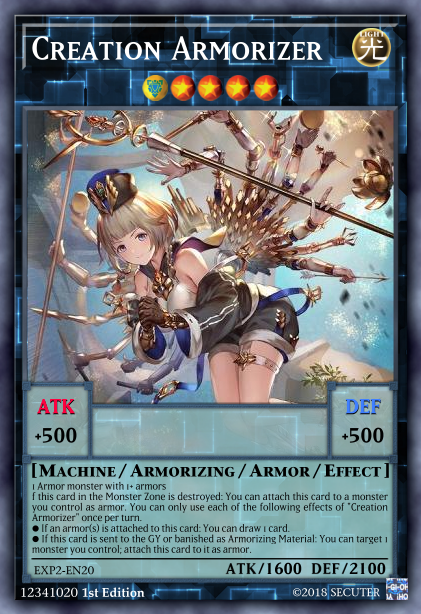 Creation Armorizer
LIGHT
光
ATK
+500
DEF
+500
[Machine / Armorizing / Armor / Effect]
1 Armor monster with 1+ armors
f this card in the Monster Zone is destroyed: You can attach this card to a monster
you control as armor. You can only use each of the following effects of "Creation
Armorizer" once per turn.
● If an armor(s) is attached to this card: You can draw 1 card.
● If this card is sent to the GY or banished as Armorizing Material: You can target 1
monster you control; attach this card to it as armor.
EXP2-EN20
ATK/1600 DEF/2100
12341020 1st Edition
©2018 SECUTER